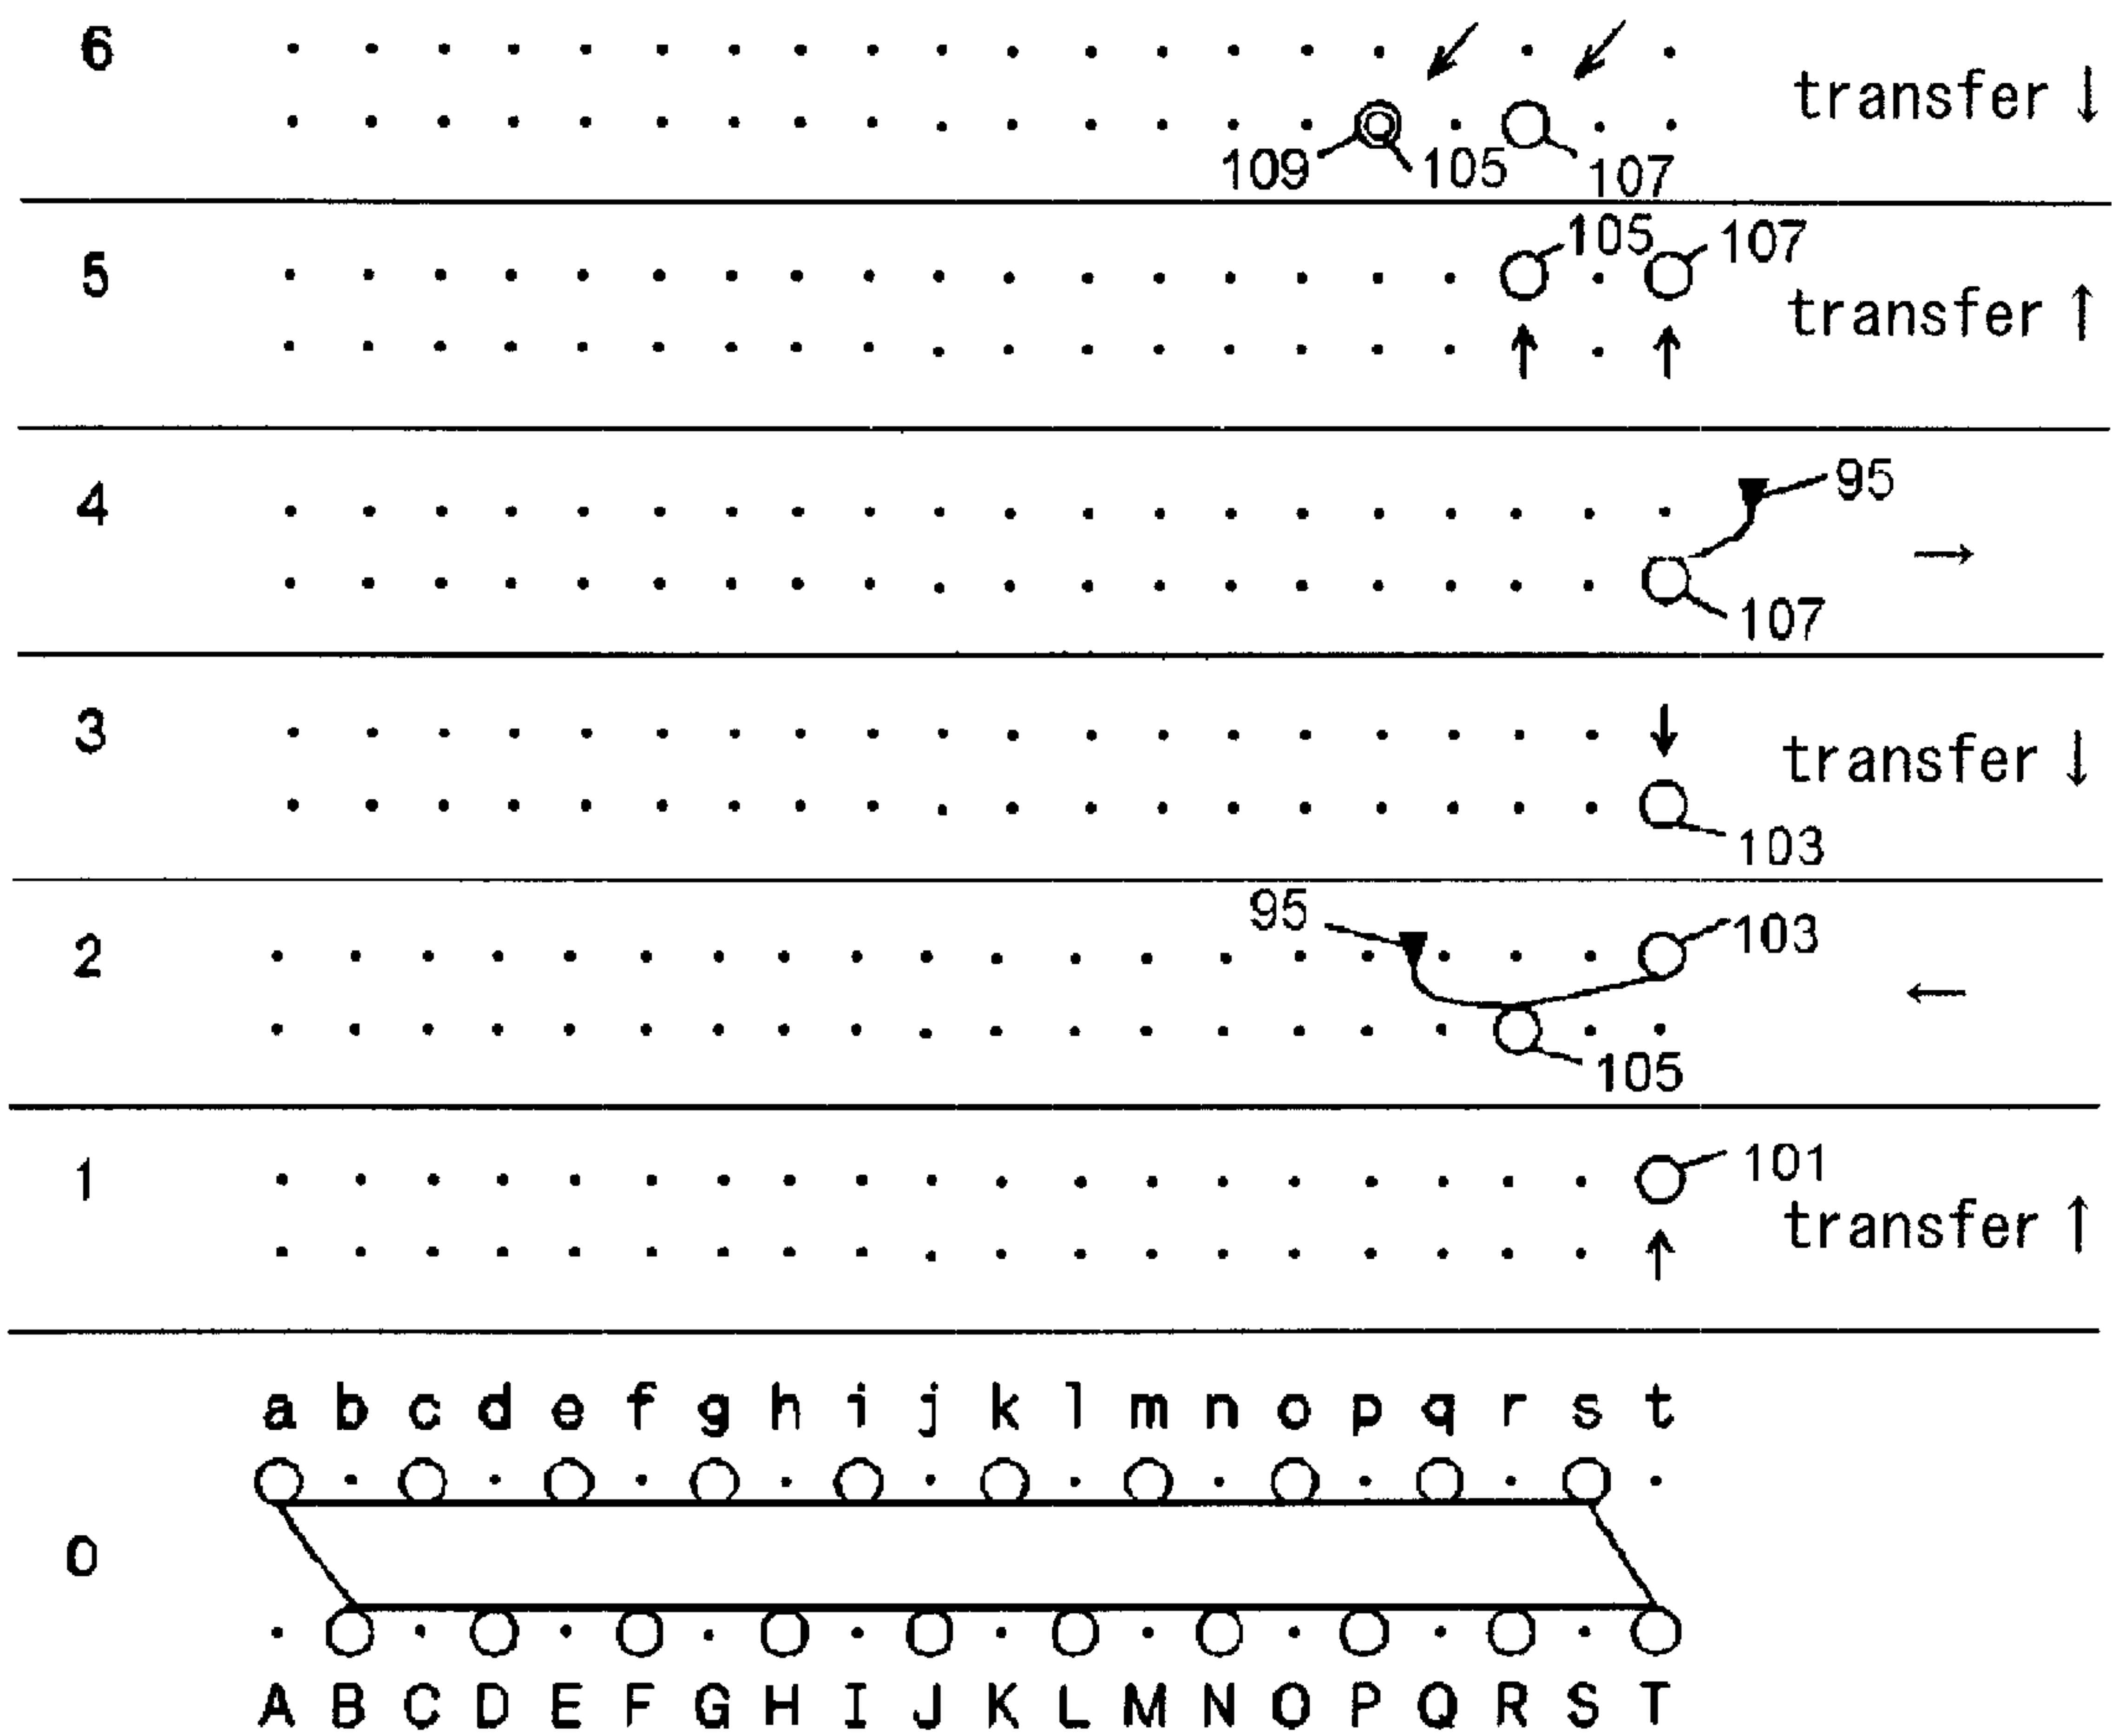 6
transfer ↓
109 105 107
105 107
5
transfer ↑
4
95
107
3
transfer ↓
103
95
103
2
←
105
101
1
transfer ↑
a b c d e f g h i j k l m n o p q r s t
0
A B C D E F G H I J K L M N O P Q R S T